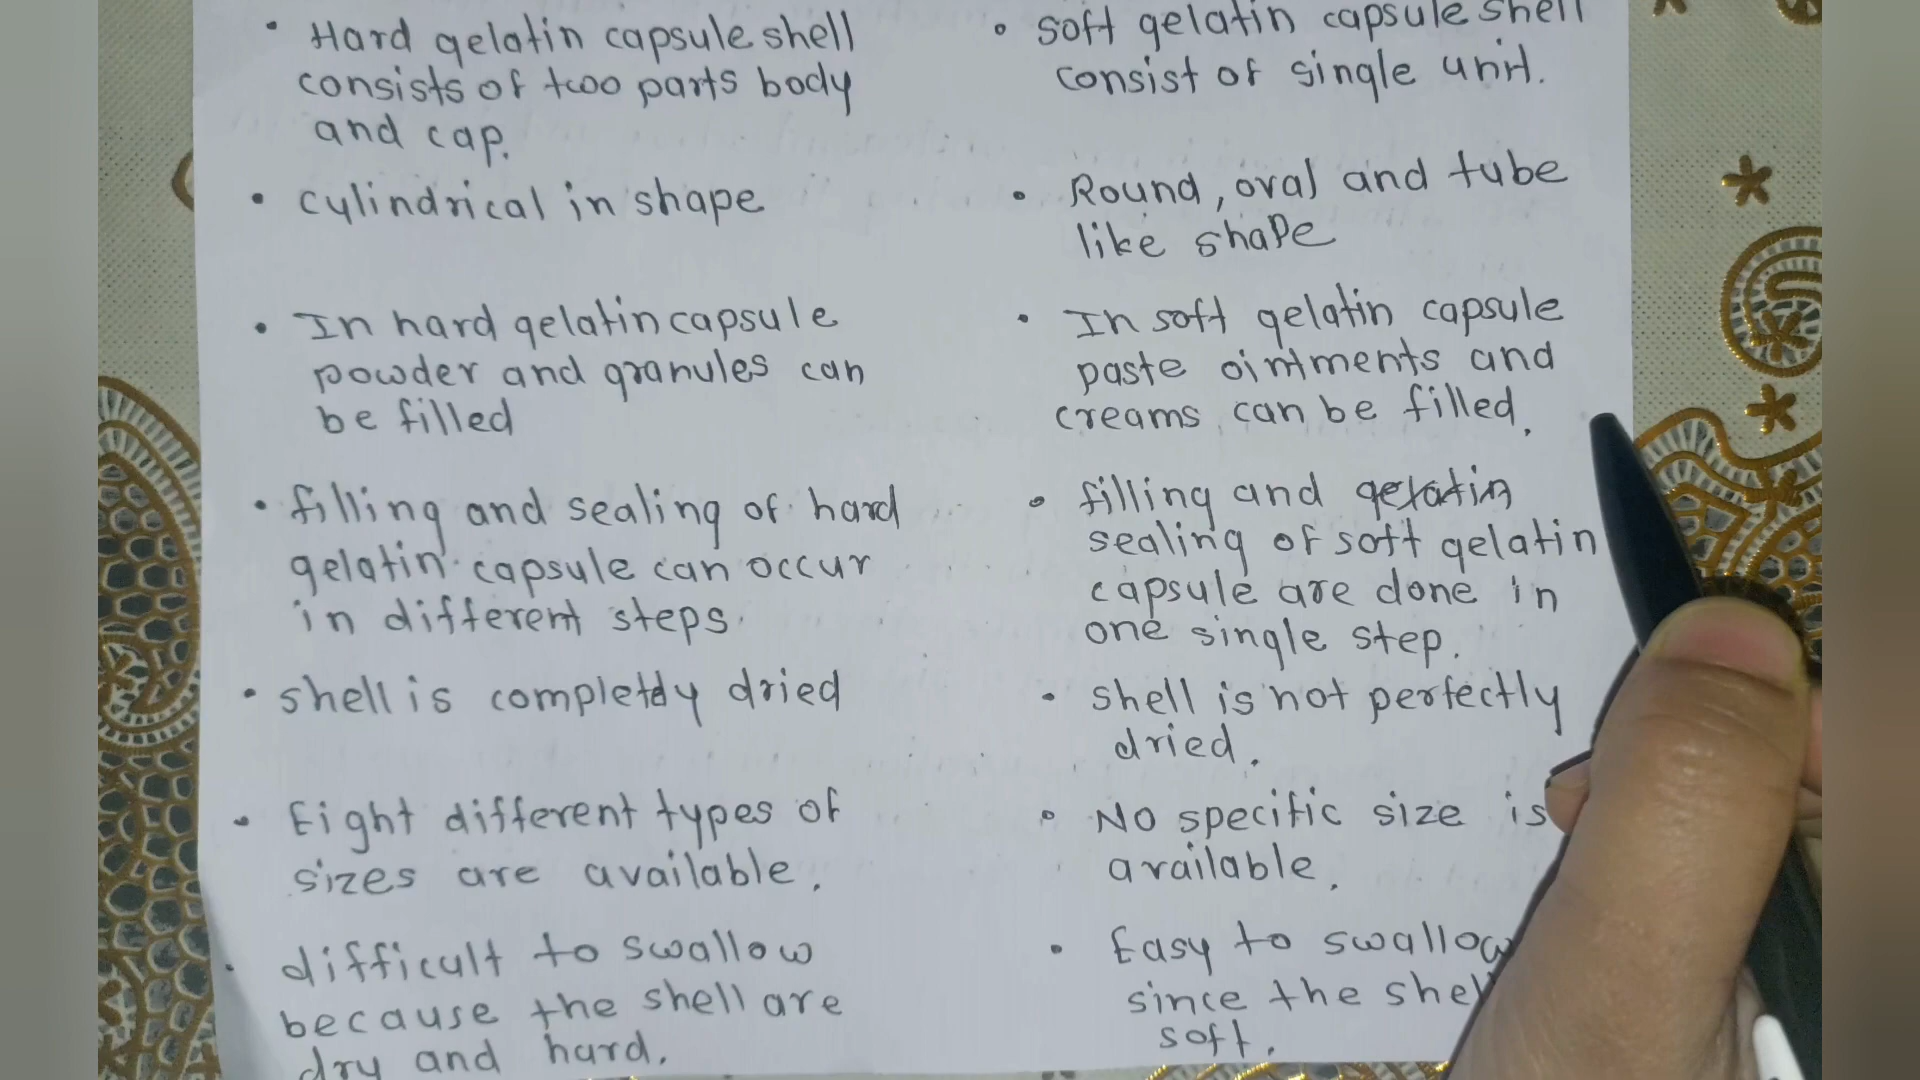 • Hard gelatin capsule shell
consists of two parts body
and cap.
• cylindrical in shape
• In hard gelatin capsule
powder and granules can
be filled
• filling and sealing of hard
gelatin capsule can occur
in different steps.
• shell is completely dried
• Eight different types of
sizes are available.
• difficult to swallow
because the shell are
dry and hard.
• soft gelatin capsule shell
consist of single unit.
• Round, oval and tube
like shape
• In soft gelatin capsule
paste ointments and
creams can be filled.
• filling and gelatin
sealing of soft gelatin
capsule are done in
one single step.
• shell is not perfectly
dried.
• No specific size is
available.
• Easy to swallow
since the shell
soft.